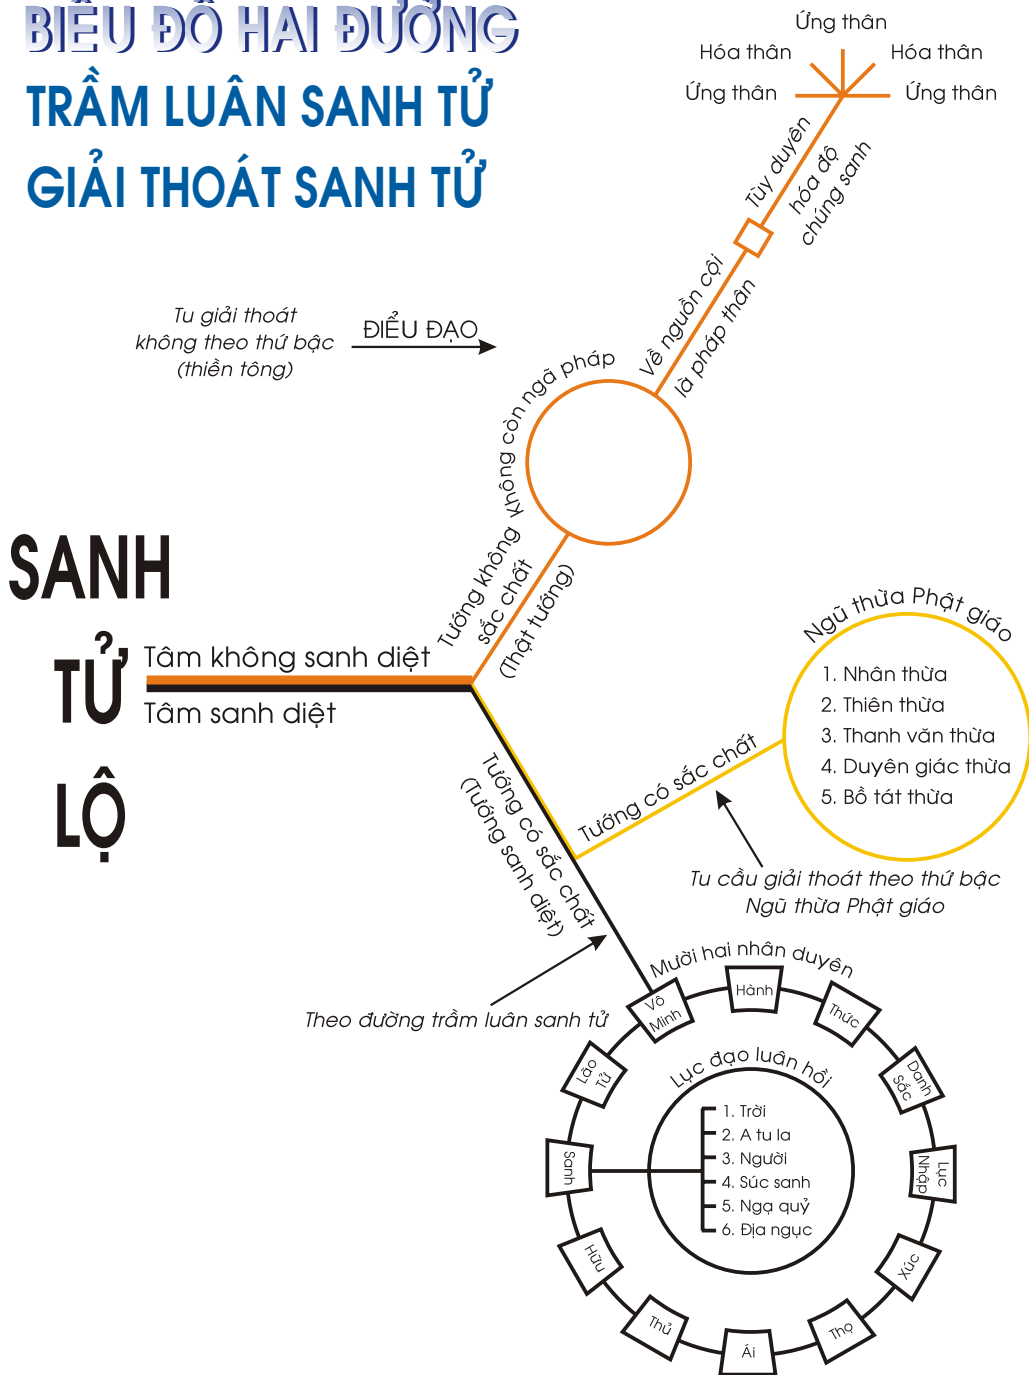 BIỂU ĐỒ HAI ĐƯỜNG
TRẦM LUÂN SANH TỬ
GIẢI THOÁT SANH TỬ
Ứng thân
Hóa thân
Hóa thân
Ứng thân
Ứng thân
Tùy duyên
hóa độ
chúng sanh
Về nguồn cội
là pháp thân
Tu giải thoát
không theo thứ bậc
(thiền tông)
ĐIỂU ĐẠO
Không còn ngã pháp
Tướng không
sắc chất
(Thật tướng)
SANH
TỬ
LỘ
Tâm không sanh diệt
Tâm sanh diệt
Ngũ thừa Phật giáo
1. Nhân thừa
2. Thiên thừa
3. Thanh văn thừa
4. Duyên giác thừa
5. Bồ tát thừa
Tướng có sắc chất
Tướng có sắc chất
(Tướng sanh diệt)
Tu cầu giải thoát theo thứ bậc
Ngũ thừa Phật giáo
Theo đường trầm luân sanh tử
Mười hai nhân duyên
Vô
Minh
Hành
Thức
Danh
Sắc
Lục
Nhập
Xúc
Thọ
Ái
Thủ
Hữu
Sanh
Lão
Tử
Lục đạo luân hồi
1. Trời
2. A tu la
3. Người
4. Súc sanh
5. Ngạ quỷ
6. Địa ngục